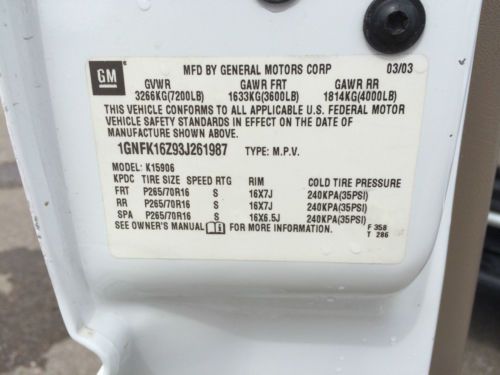 GM
MFD BY GENERAL MOTORS CORP 03/03
GVWR GAWR FRT GAWR RR
3266KG(7200LB) 1633KG(3600LB) 1814KG(4000LB)
THIS VEHICLE CONFORMS TO ALL APPLICABLE U.S. FEDERAL MOTOR
VEHICLE SAFETY STANDARDS IN EFFECT ON THE DATE OF
MANUFACTURE SHOWN ABOVE.
1GNFK16Z93J261987 TYPE: M.P.V.
MODEL: K15906
KPDC TIRE SIZE SPEED RTG RIM COLD TIRE PRESSURE
FRT P265/70R16 S 16X7J 240KPA(35PSI)
RR P265/70R16 S 16X7J 240KPA(35PSI)
SPA P265/70R16 S 16X6.5J 240KPA(35PSI)
SEE OWNER'S MANUAL FOR MORE INFORMATION.
F 358
T 286